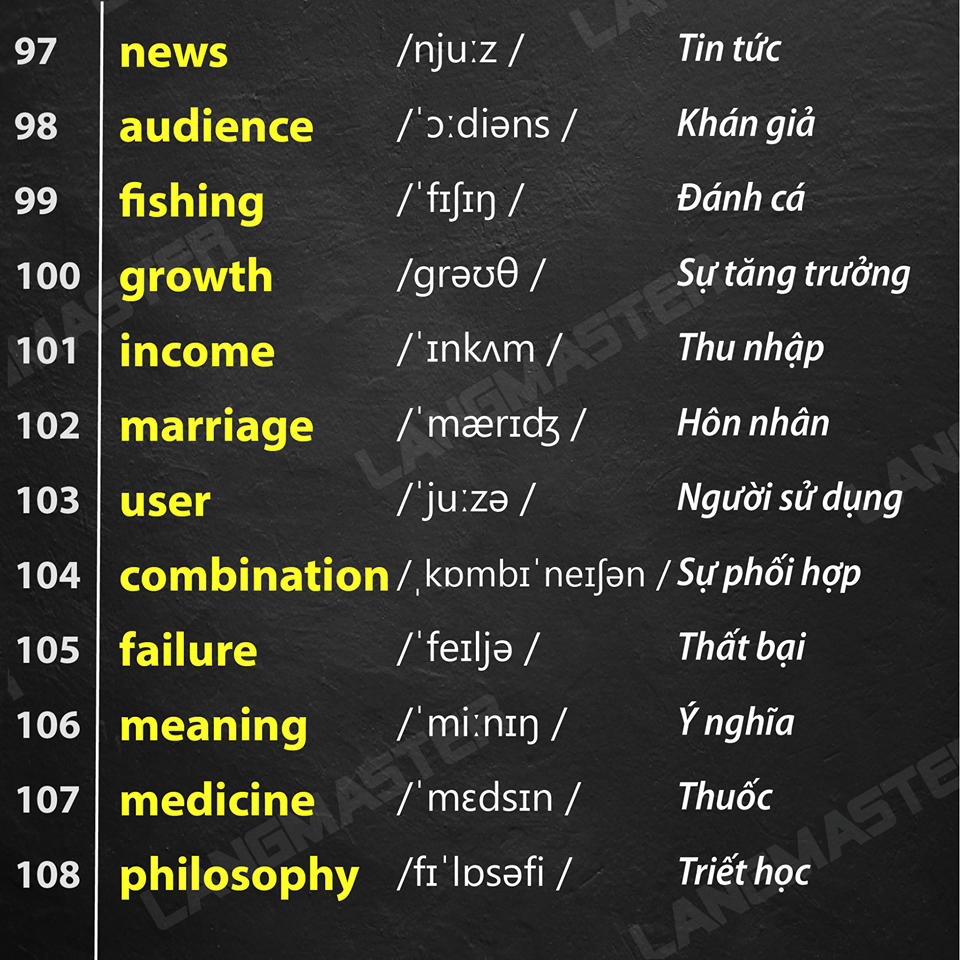 97 news /njuːz / Tin tức
98 audience /ˈɔːdiəns / Khán giả
99 fishing /ˈfɪʃɪŋ / Đánh cá
100 growth /grəʊθ / Sự tăng trưởng
101 income /ˈɪnkʌm / Thu nhập
102 marriage /ˈmærɪʤ / Hôn nhân
103 user /ˈjuːzə / Người sử dụng
104 combination /ˌkɒmbɪˈneɪʃən / Sự phối hợp
105 failure /ˈfeɪljə / Thất bại
106 meaning /ˈmiːnɪŋ / Ý nghĩa
107 medicine /ˈmɛdsɪn / Thuốc
108 philosophy /fɪˈlɒsəfi / Triết học
LANGMASTER
LANGMASTER
LANGMASTER
LANGMASTER